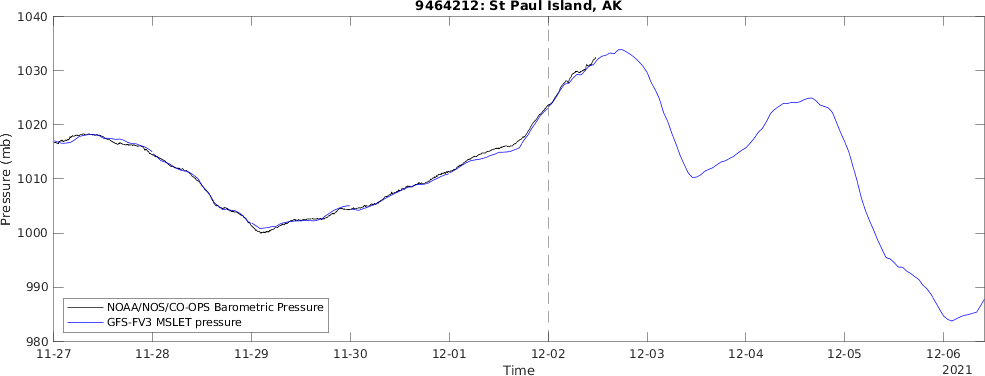 9464212: St Paul Island, AK
1040
1030
1020
1010
1000
990
980
Pressure (mb)
NOAA/NOS/CO-OPS Barometric Pressure
GFS-FV3 MSLET pressure
11-27 11-28 11-29 11-30 12-01 12-02 12-03 12-04 12-05 12-06
Time
2021